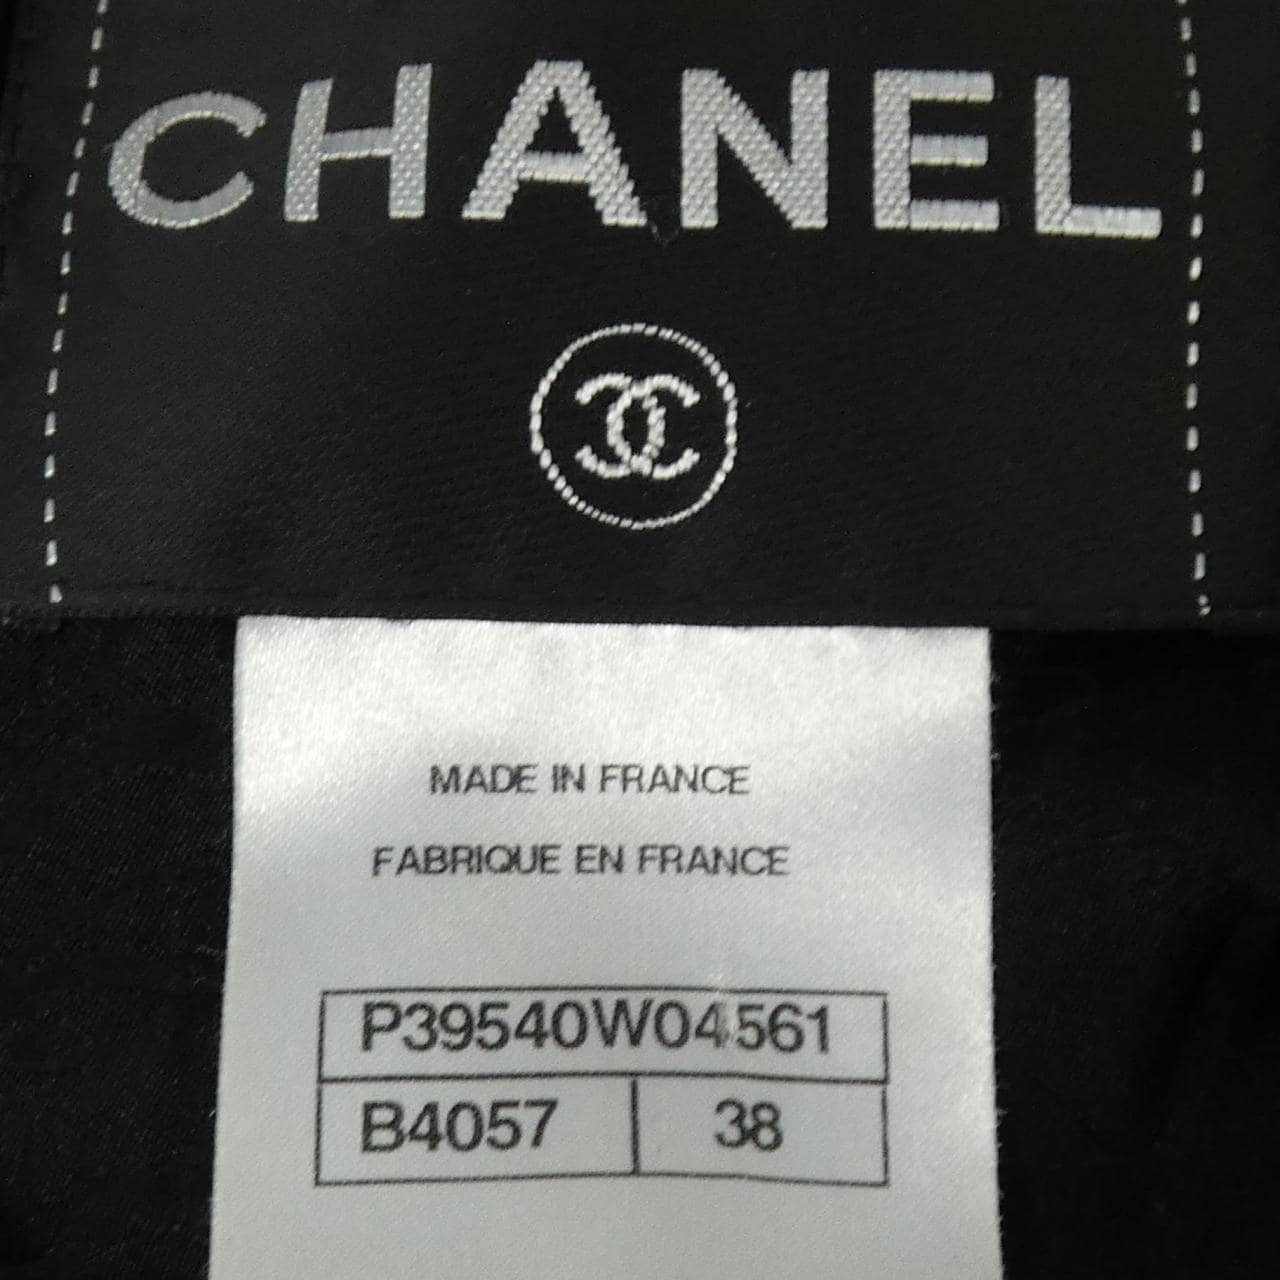 CHANEL
MADE IN FRANCE
FABRIQUE EN FRANCE
P39540W04561
B4057 38